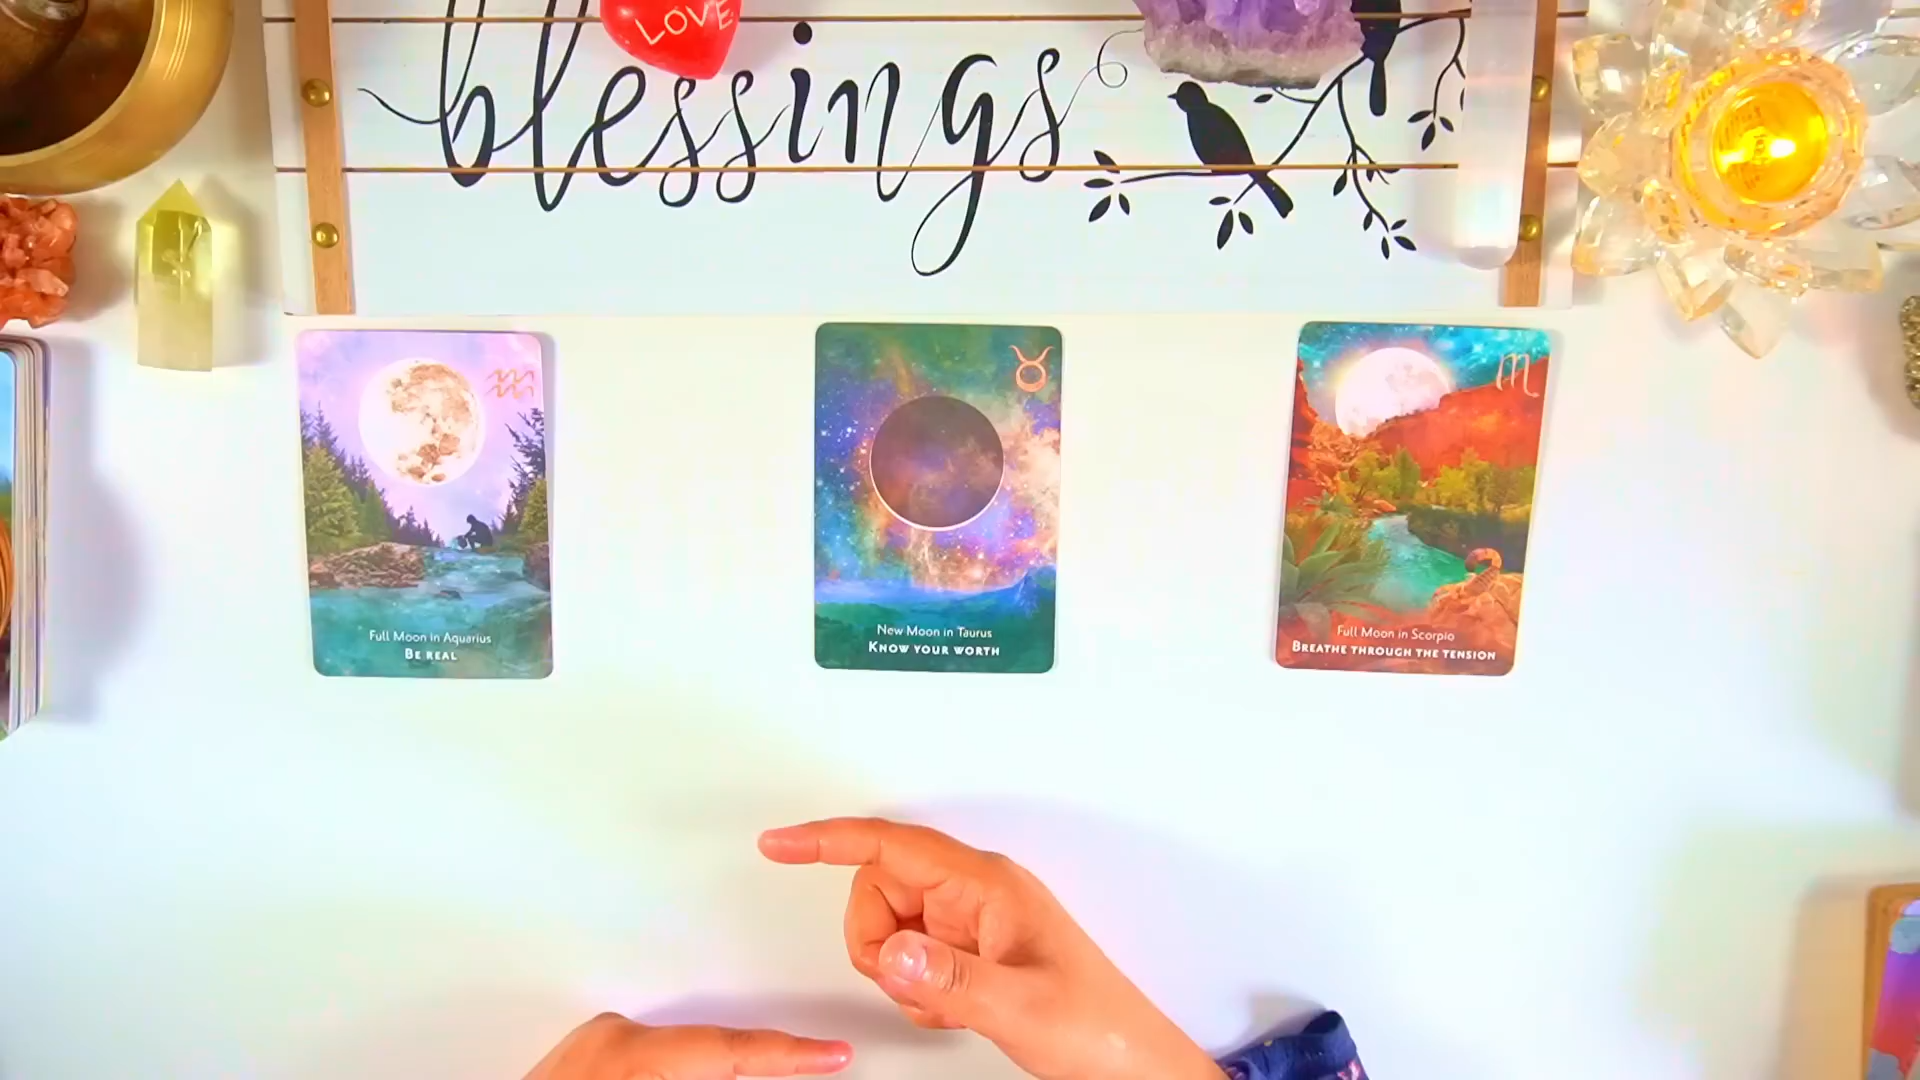 LOVE
blessings
Full Moon in Aquarius
BE REAL
New Moon in Taurus
KNOW YOUR WORTH
Full Moon in Scorpio
BREATHE THROUGH THE TENSION